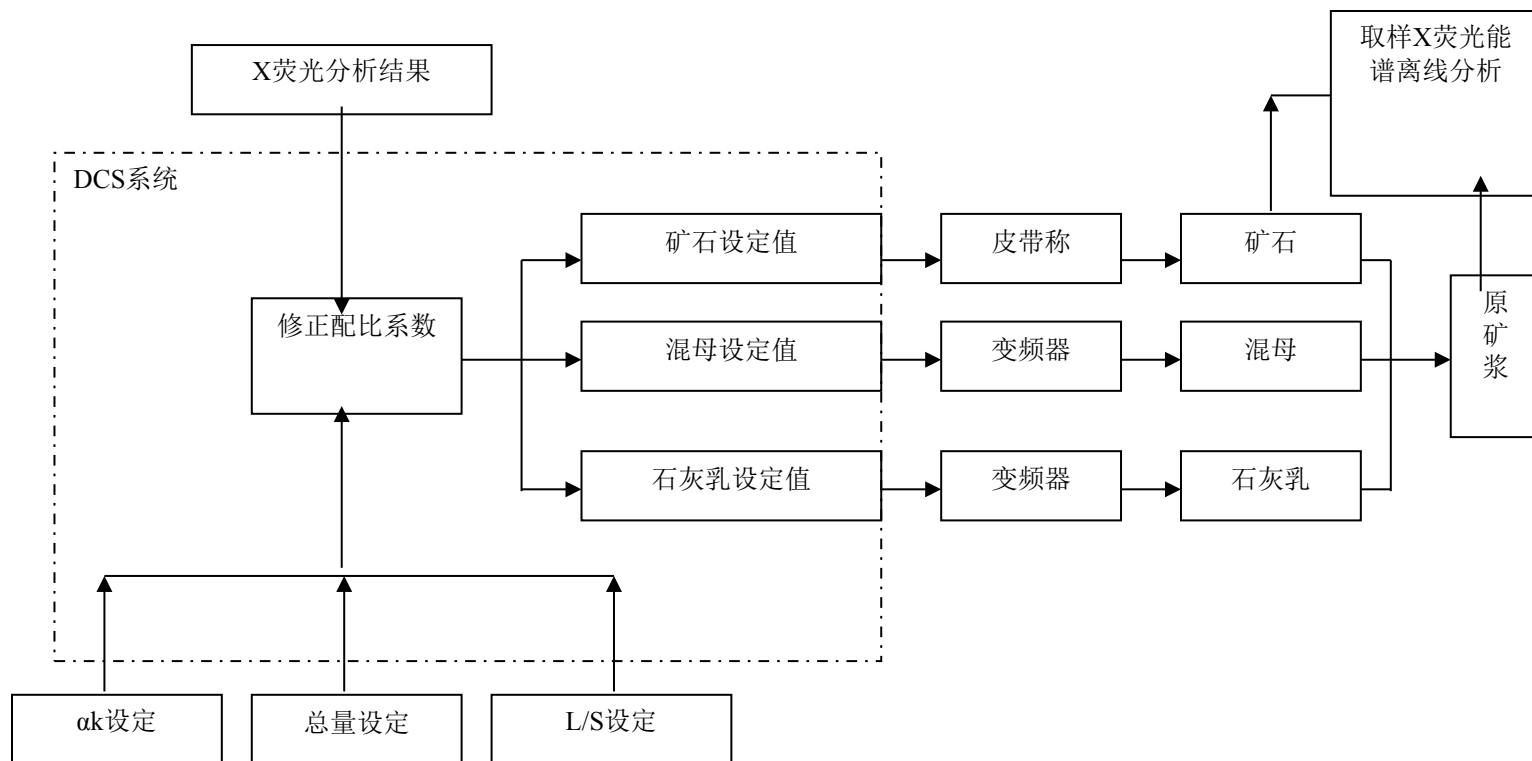 取样X荧光能
谱离线分析
X荧光分析结果
DCS系统
矿石设定值
皮带称
矿石
修正配比系数
混母设定值
变频器
混母
原
矿
浆
石灰乳设定值
变频器
石灰乳
αk设定
总量设定
L/S设定